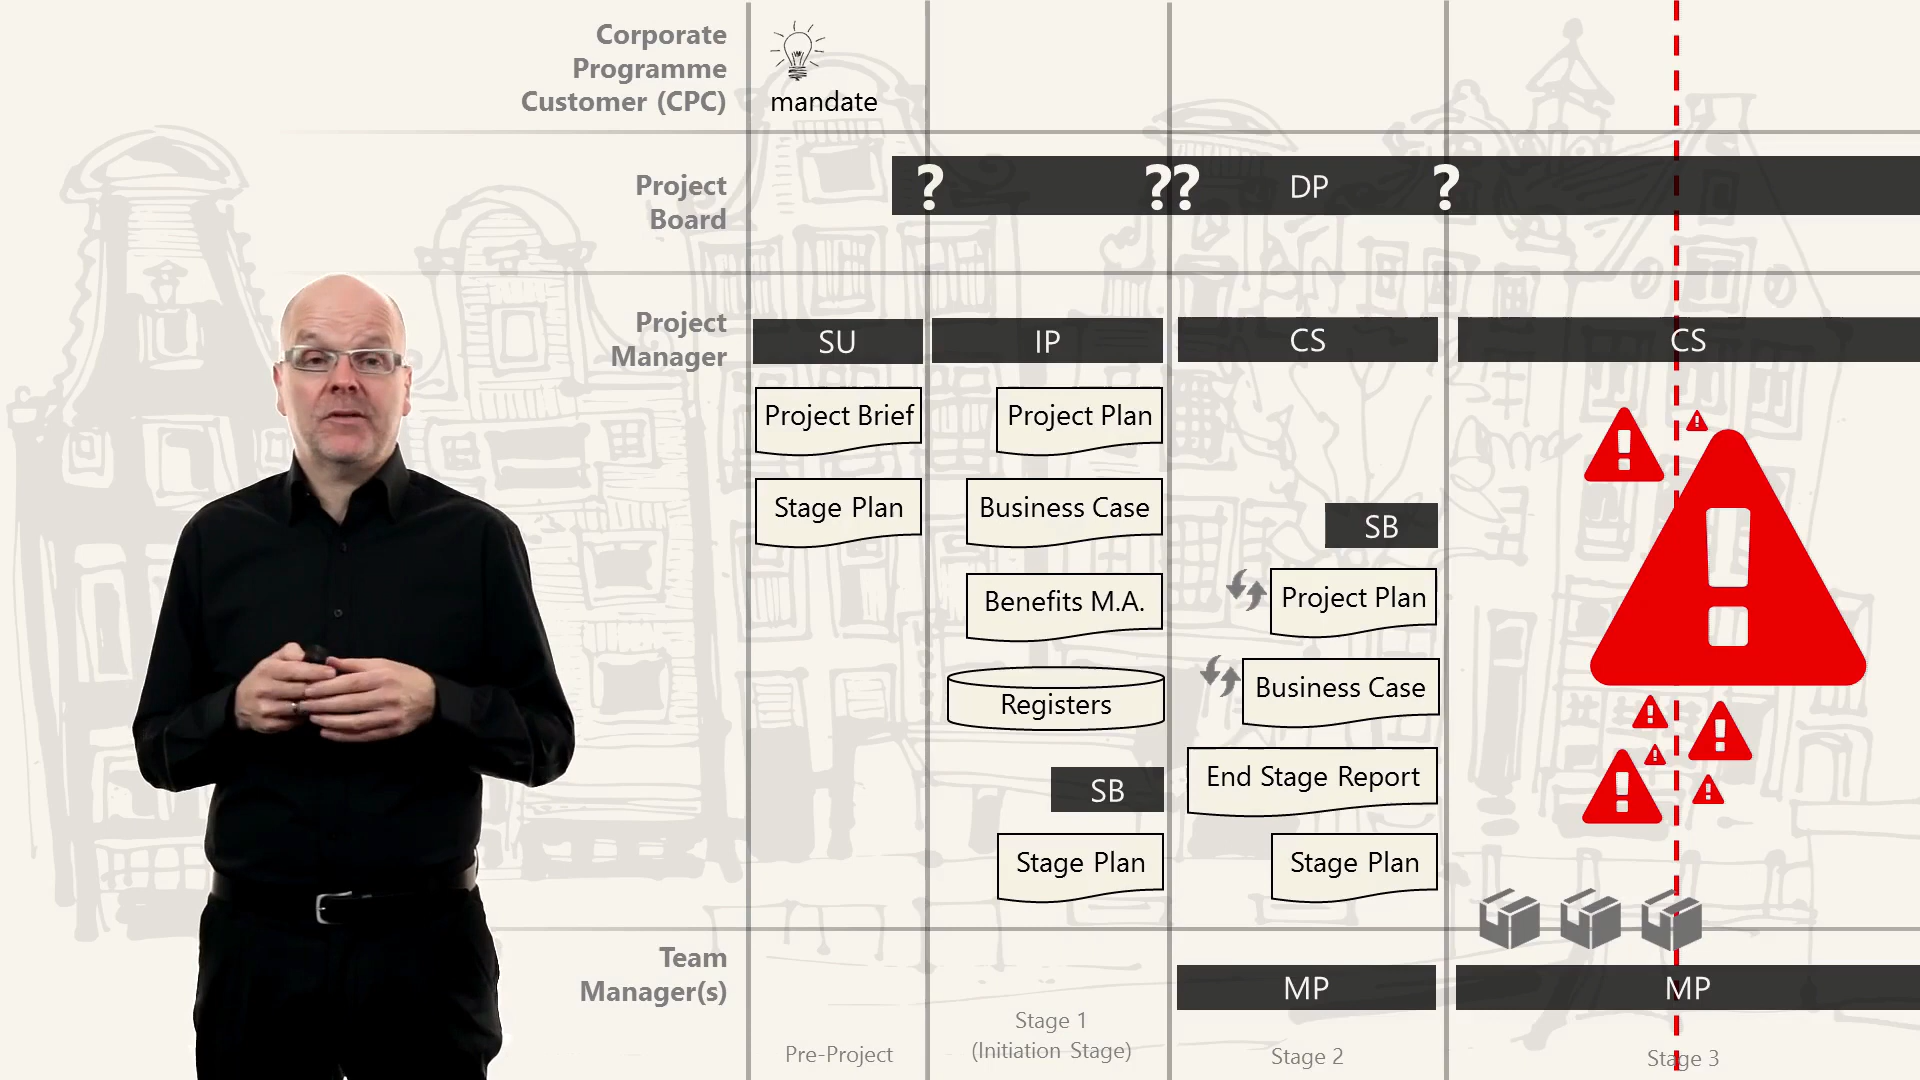 Corporate
Programme
Customer (CPC)
mandate
Project
Board
?
??
DP
?
Project
Manager
SU
IP
CS
CS
Project Brief
Project Plan
Stage Plan
Business Case
SB
Benefits M.A.
Project Plan
Registers
Business Case
SB
End Stage Report
Stage Plan
Stage Plan
Team
Manager(s)
MP
MP
Pre-Project
Stage 1
(Initiation Stage)
Stage 2
Stage 3